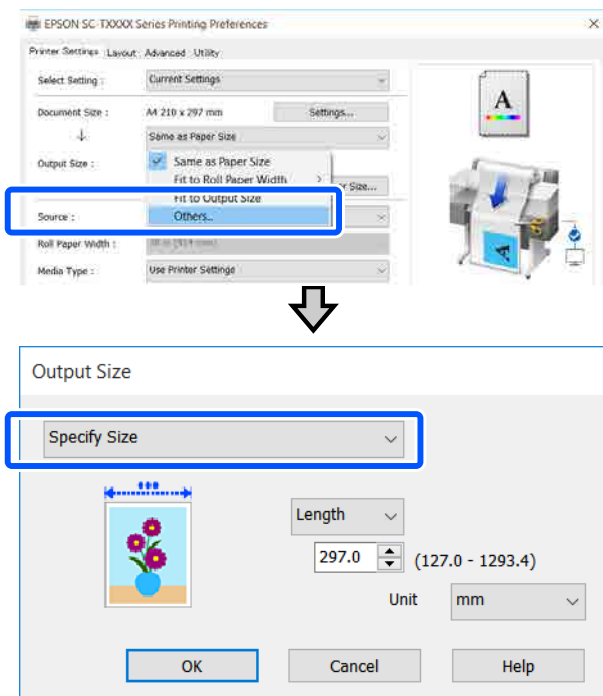 EPSON SC-TXXXX Series Printing Preferences
Printer Settings Layout Advanced Utility
Select Setting : Current Settings
Document Size : A4 210 x 297 mm Settings...
Same as Paper Size
Output Size : Same as Paper Size
Fit to Roll Paper Width
er Size...
Fit to Output Size
Source : Others...
Roll Paper Width :
Media Type : Use Printer Settings
A
A
Output Size
Specify Size
Length
297.0 (127.0 - 1293.4)
Unit mm
OK Cancel Help